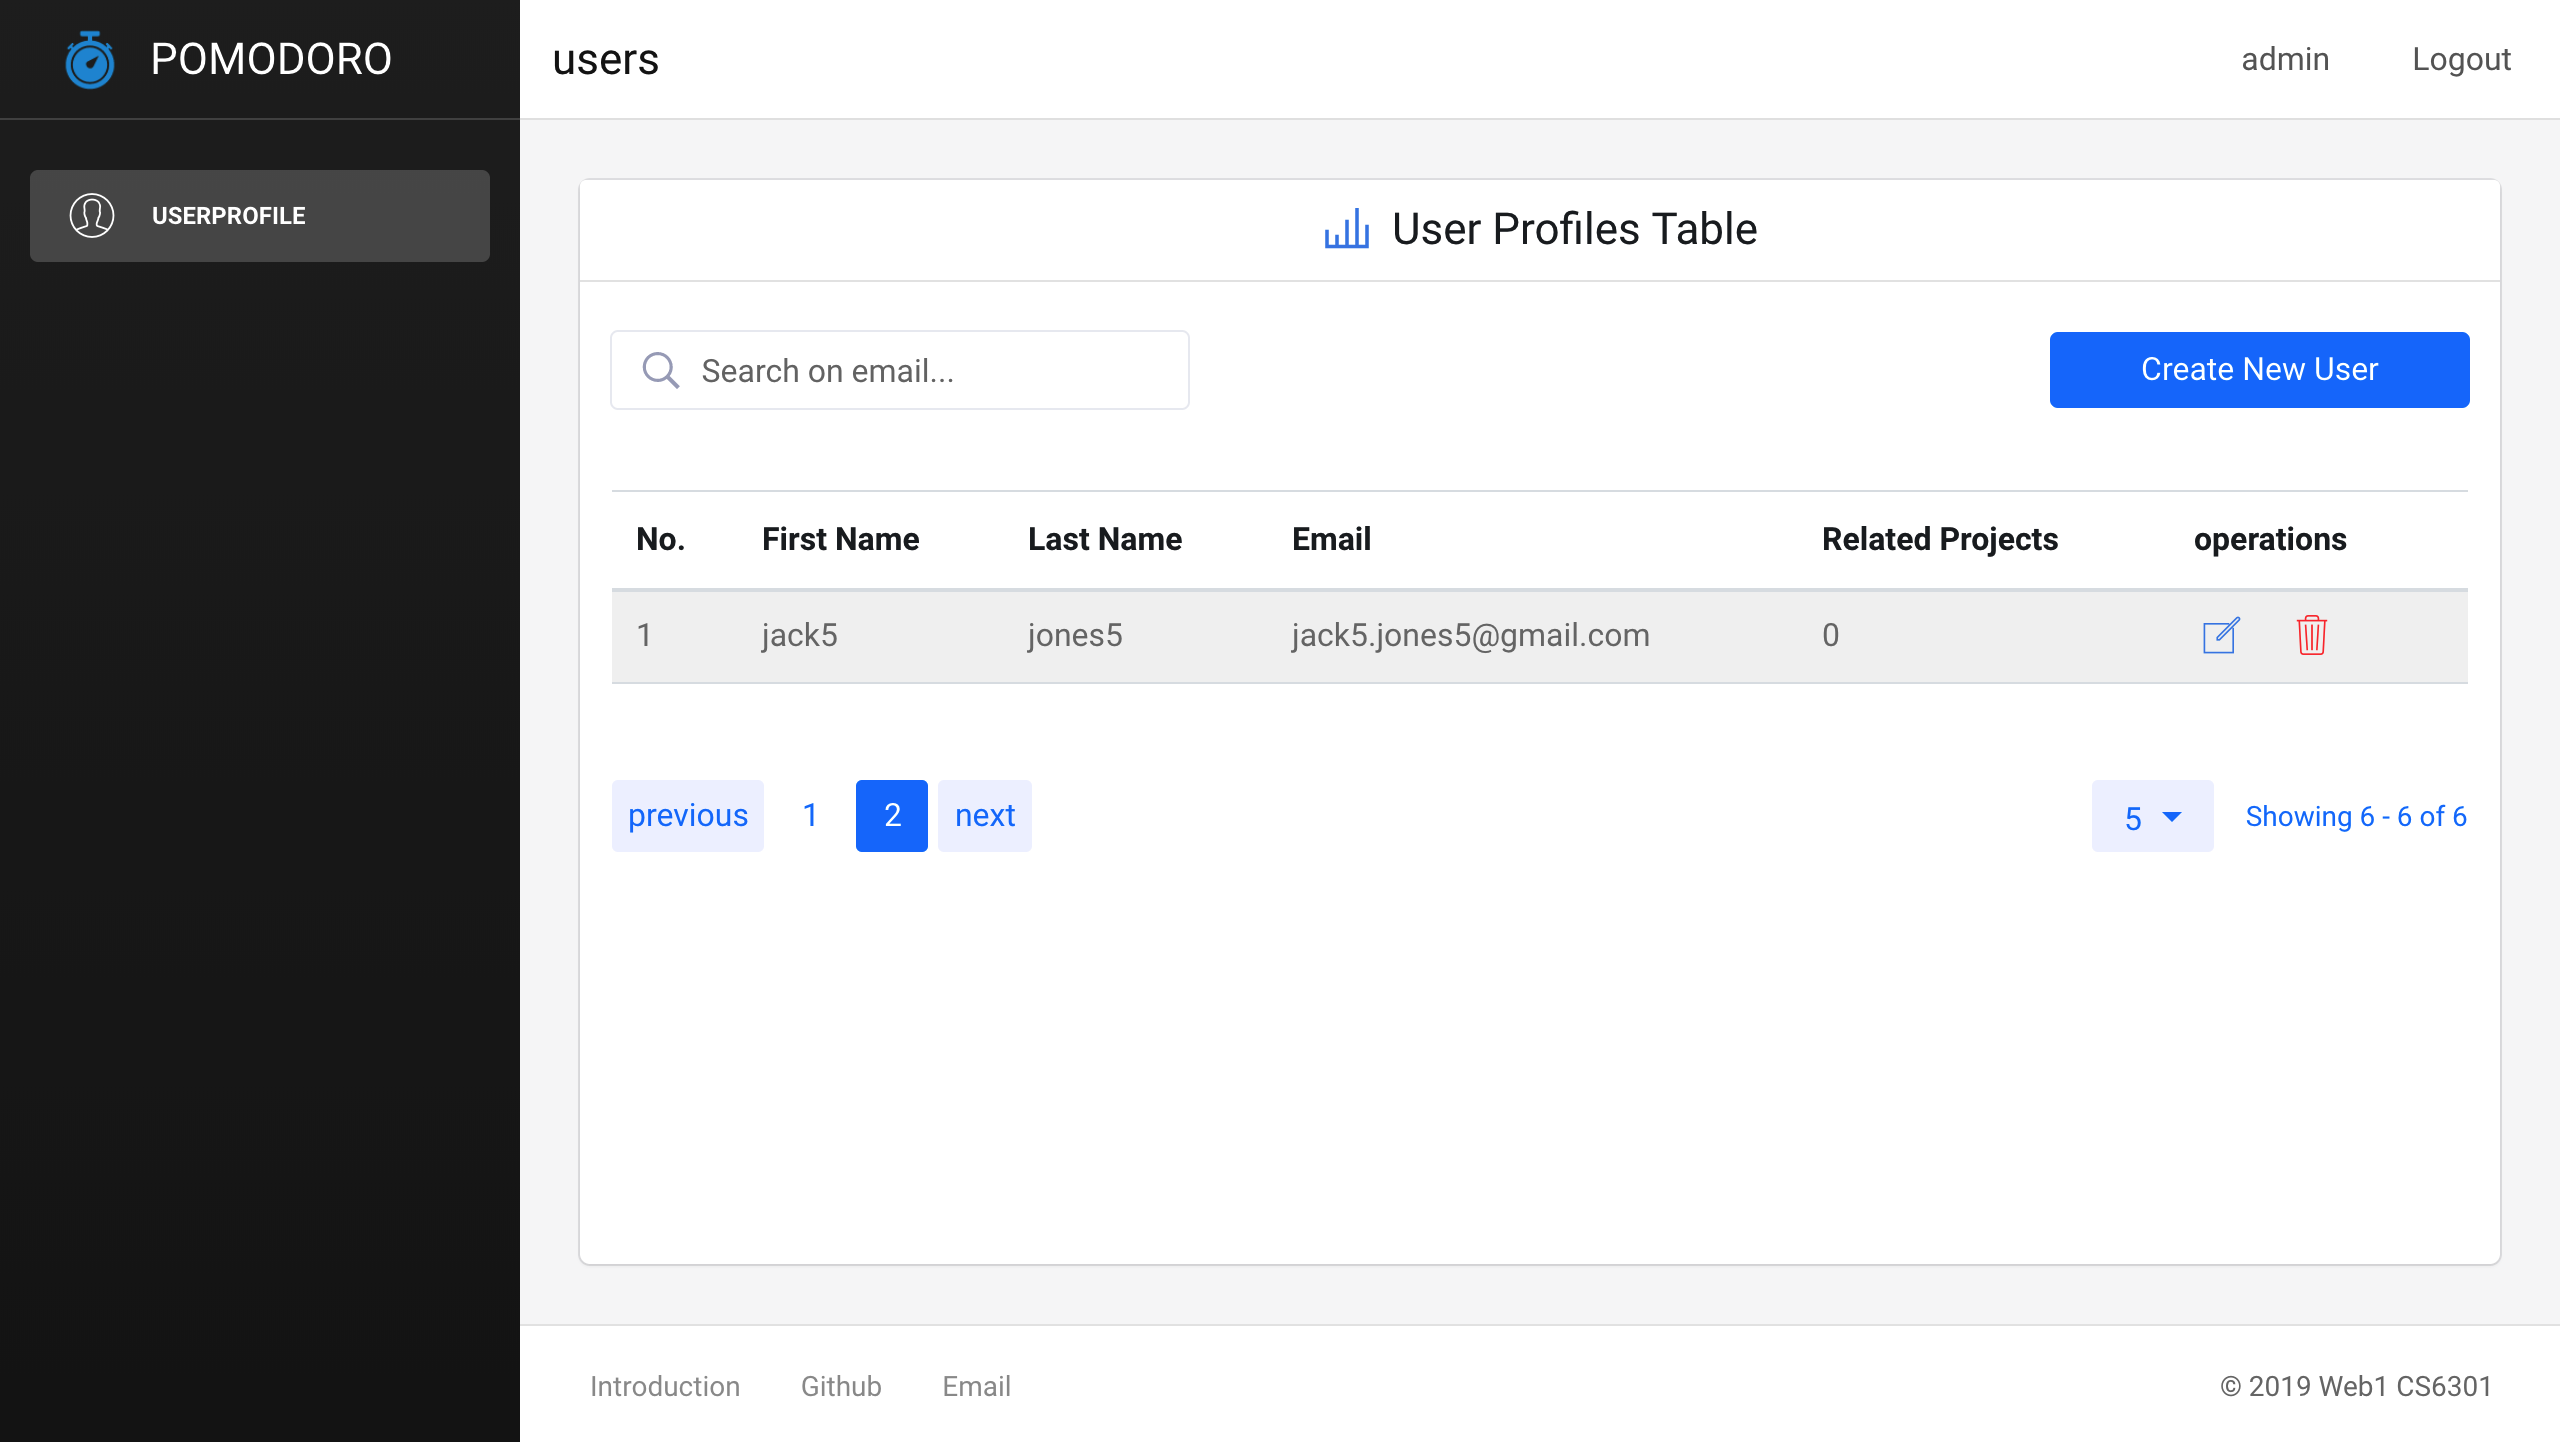 POMODORO
users
admin
Logout
USERPROFILE
User Profiles Table
Search on email...
Create New User
No. First Name Last Name Email Related Projects operations
1 jack5 jones5 jack5.jones5@gmail.com 0
previous 1 2 next
5
Showing 6 - 6 of 6
Introduction Github Email
© 2019 Web1 CS6301